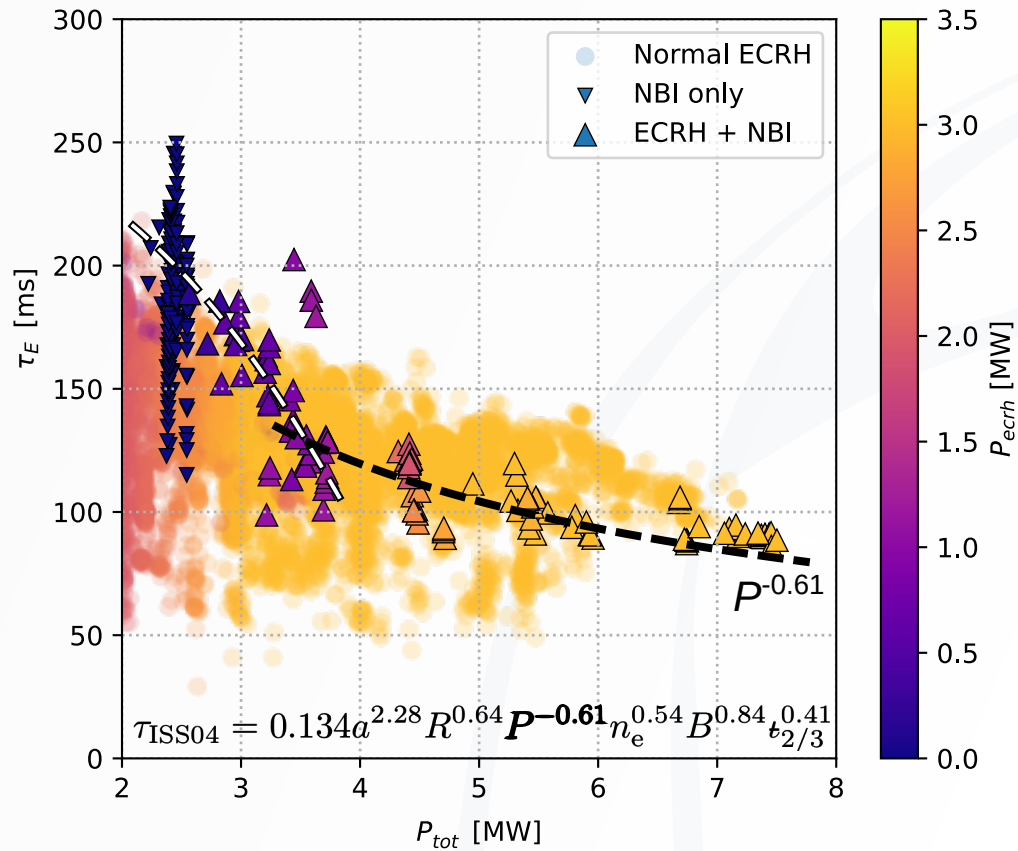 300
250
200
150
100
50
0
τ_E [ms]
2
3
4
5
6
7
8
P_tot [MW]
Normal ECRH
NBI only
ECRH + NBI
P^-0.61
τ_ISS04 = 0.134a^2.28 R^0.64 P^−0.61 n_e^0.54 B^0.84 ƚ_2/3^0.41
3.5
3.0
2.5
2.0
1.5
1.0
0.5
0.0
P_ecrh [MW]